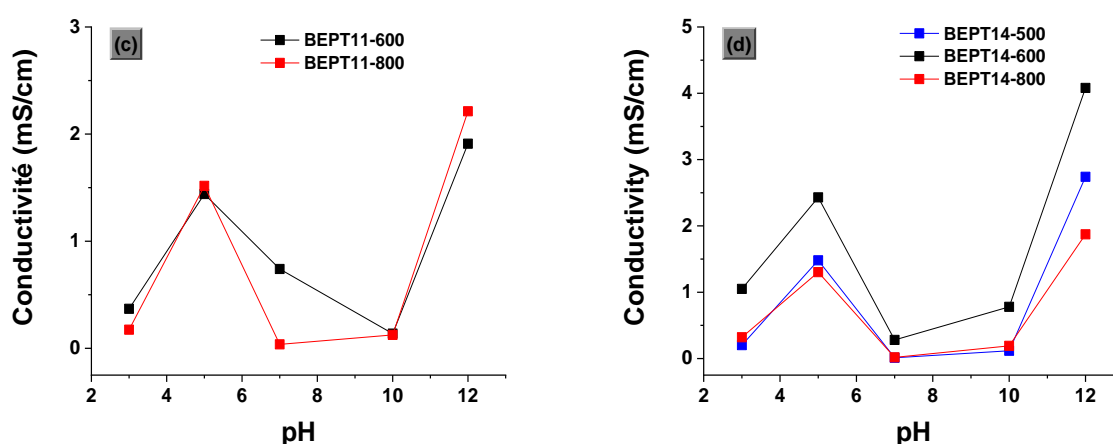 (c)
BEPT11-600
BEPT11-800
Conductivité (mS/cm)
3
2
1
0
2 4 6 8 10 12
pH
(d)
BEPT14-500
BEPT14-600
BEPT14-800
Conductivity (mS/cm)
5
4
3
2
1
0
2 4 6 8 10 12
pH